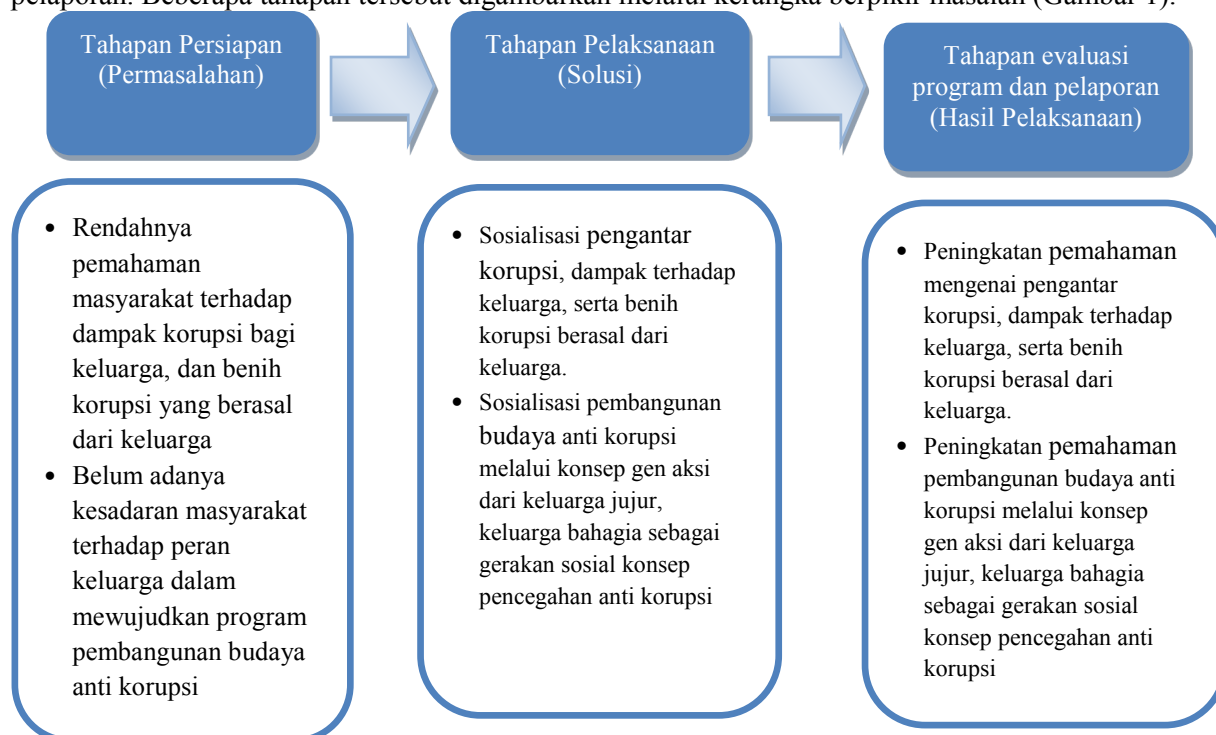 pelaporan. Beberapa tahapan tersebut digambarkan melalui kerangka berpikir masalah (Gambar 1).
Tahapan Persiapan
(Permasalahan)
Tahapan Pelaksanaan
(Solusi)
Tahapan evaluasi
program dan pelaporan
(Hasil Pelaksanaan)
• Rendahnya
pemahaman
masyarakat terhadap
dampak korupsi bagi
keluarga, dan benih
korupsi yang berasal
dari keluarga
• Belum adanya
kesadaran masyarakat
terhadap peran
keluarga dalam
mewujudkan program
pembangunan budaya
anti korupsi
• Sosialisasi pengantar
korupsi, dampak terhadap
keluarga, serta benih
korupsi berasal dari
keluarga.
• Sosialisasi pembangunan
budaya anti korupsi
melalui konsep gen aksi
dari keluarga jujur,
keluarga bahagia sebagai
gerakan sosial konsep
pencegahan anti korupsi
• Peningkatan pemahaman
mengenai pengantar
korupsi, dampak terhadap
keluarga, serta benih
korupsi berasal dari
keluarga.
• Peningkatan pemahaman
pembangunan budaya anti
korupsi melalui konsep
gen aksi dari keluarga
jujur, keluarga bahagia
sebagai gerakan sosial
konsep pencegahan anti
korupsi